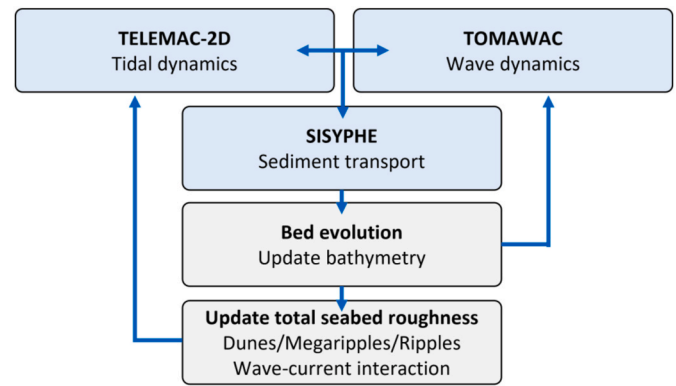 TELEMAC-2D
Tidal dynamics
TOMAWAC
Wave dynamics
SISYPHE
Sediment transport
Bed evolution
Update bathymetry
Update total seabed roughness
Dunes/Megaripples/Ripples
Wave-current interaction